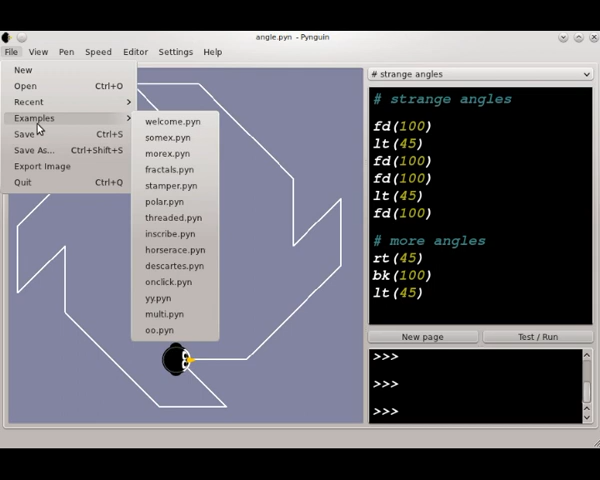 angle.pyn - Pynguin
File View Pen Speed Editor Settings Help
New
Open Ctrl+O
Recent
Examples
Save Ctrl+S
Save As... Ctrl+Shift+S
Export Image
Quit Ctrl+Q
welcome.pyn
somex.pyn
morex.pyn
fractals.pyn
stamper.pyn
polar.pyn
threaded.pyn
inscribe.pyn
horserace.pyn
descartes.pyn
onclick.pyn
yy.pyn
multi.pyn
oo.pyn
# strange angles
# strange angles
fd(100)
lt(45)
fd(100)
fd(100)
lt(45)
fd(100)
# more angles
rt(45)
bk(100)
lt(45)
New page Test / Run
>>>
>>>
>>>